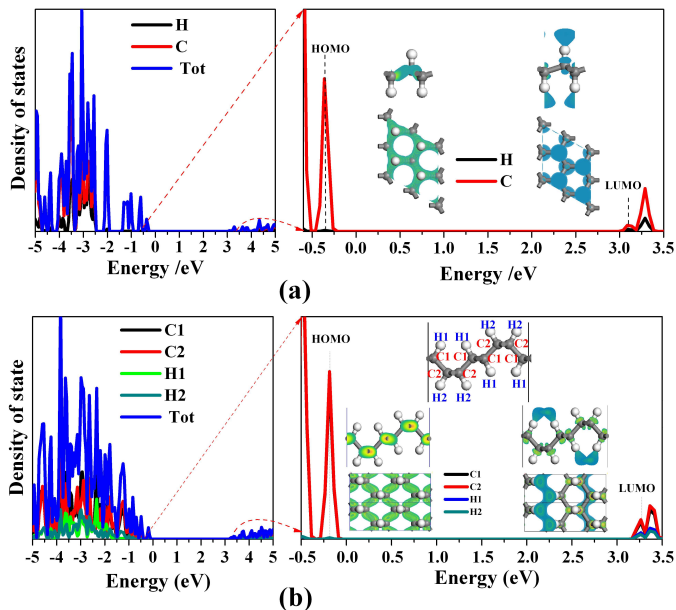 H
C
Tot
Density of states
-5 -4 -3 -2 -1 0 1 2 3 4 5
Energy /eV
HOMO
H
C
LUMO
-0.5 0.0 0.5 1.0 1.5 2.0 2.5 3.0 3.5
Energy /eV
(a)
C1
C2
H1
H2
Tot
Density of state
-5 -4 -3 -2 -1 0 1 2 3 4 5
Energy (eV)
HOMO
H2 H2
H1 H1
C2 C2
C1 C1 C1 C1
C2 C2
H2 H2 H1 H1
C1
C2
H1
H2
LUMO
-0.5 0.0 0.5 1.0 1.5 2.0 2.5 3.0 3.5
Energy (eV)
(b)